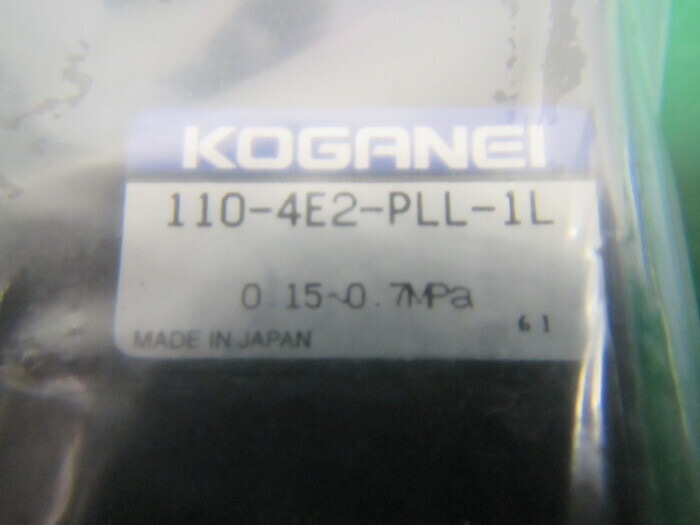 KOGANEI
110-4E2-PLL-1L
0.15~0.7MPa
61
MADE IN JAPAN